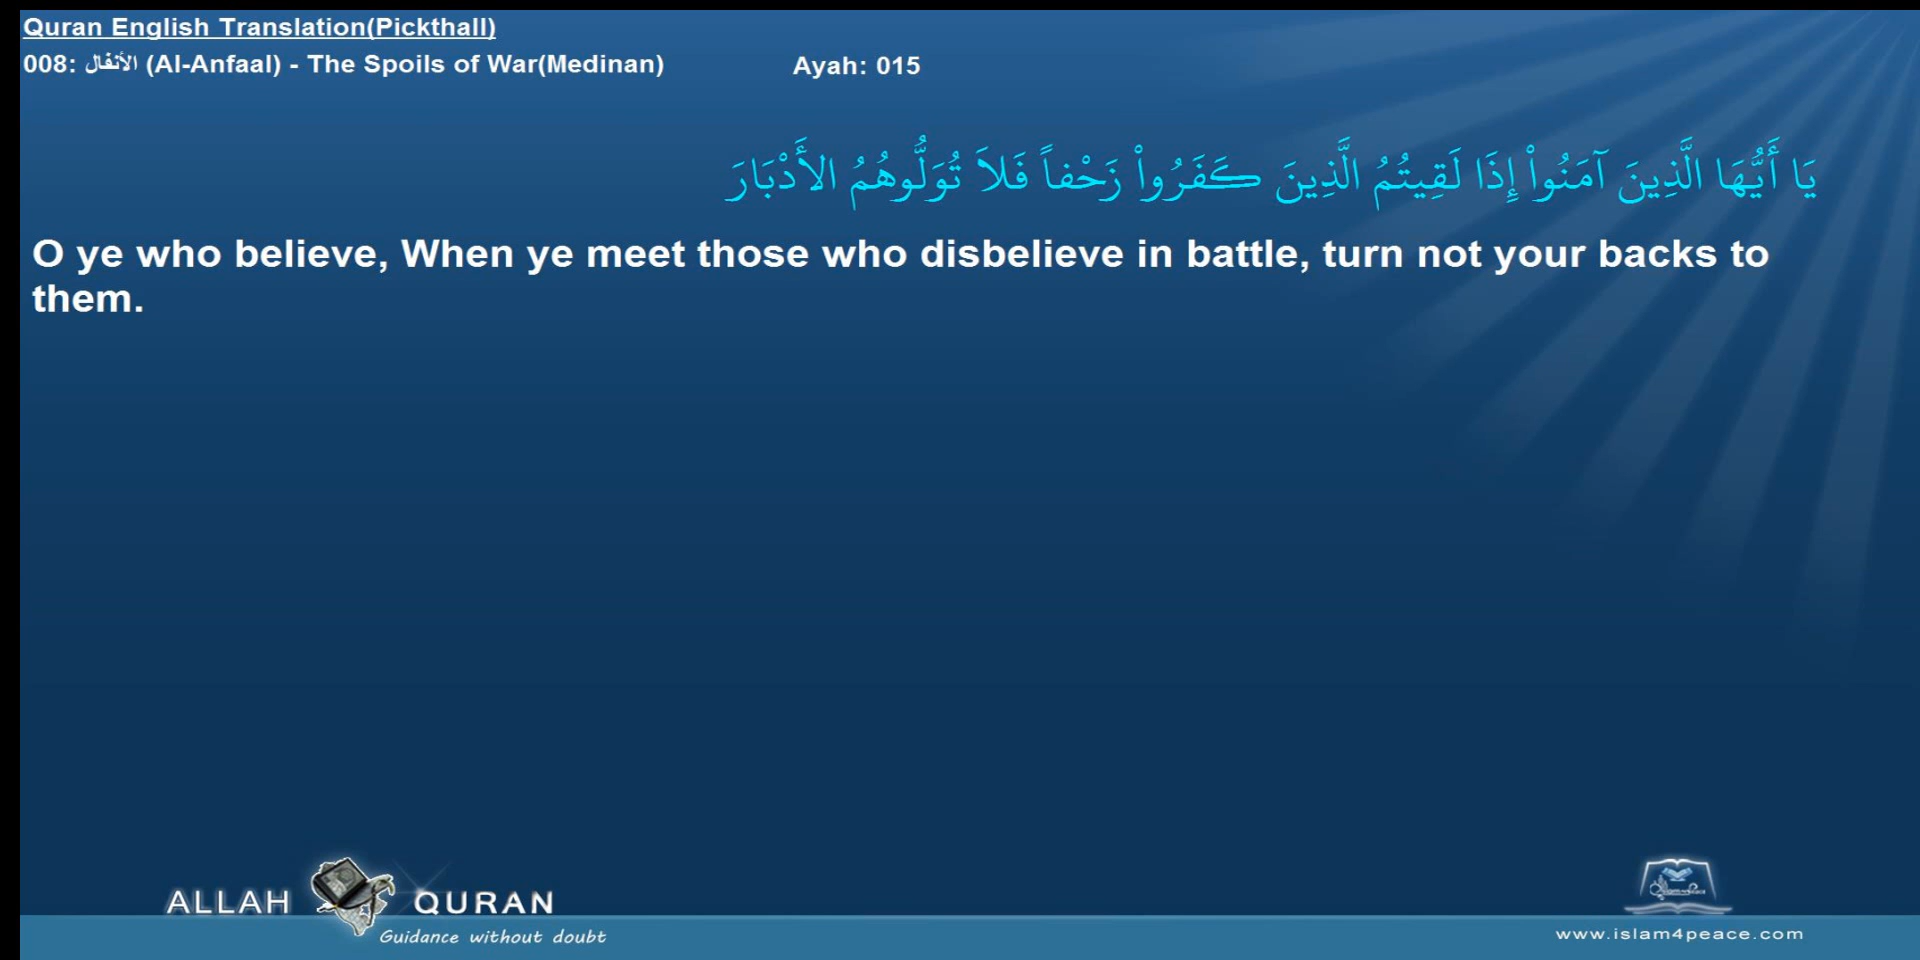 Quran English Translation(Pickthall)
008: الأنفال (Al-Anfaal) - The Spoils of War(Medinan) Ayah: 015
يَا أَيُّهَا الَّذِينَ آمَنُواْ إِذَا لَقِيتُمُ الَّذِينَ كَفَرُواْ زَحْفاً فَلاَ تُوَلُّوهُمُ الأَدْبَارَ
O ye who believe, When ye meet those who disbelieve in battle, turn not your backs to
them.
ALLAH QURAN
Guidance without doubt
www.islam4peace.com